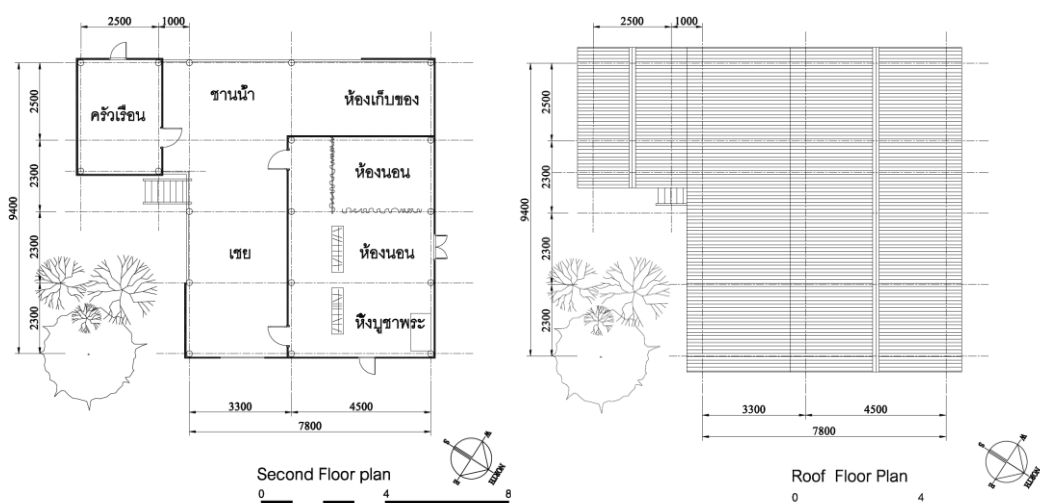 2500 1000
2500 2300 2300 2300
9400
ครัวเรือน
ชานน้ำ
ห้องเก็บของ
ห้องนอน
เชย
ห้องนอน
หิ้งบูชาพระ
3300 4500
7800
S W E NORTH
Second Floor plan
0 4 8
2500 1000
2500 2300 2300 2300
9400
3300 4500
7800
S W E NORTH
Roof Floor Plan
0 4